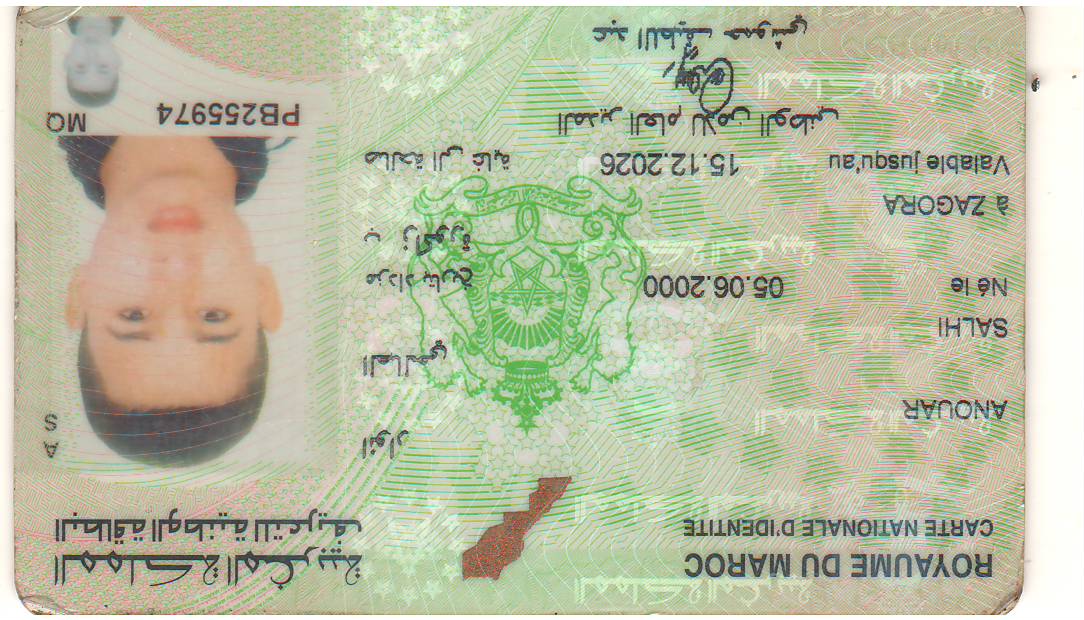 ROYAUME DU MAROC
المملكة المغربية
CARTE NATIONALE D'IDENTITE
البطاقة الوطنية للتعريف
انوار
A
S
ANOUAR
الصالحي
SALHI
Né le 05.06.2000 مزداد بتاريخ
ب زاكورة
à ZAGORA
Valable jusqu'au 15.12.2026 صالحة الى غاية
المدير العام للامن الوطني
PB255974 MQ
عبد اللطيف حموشي